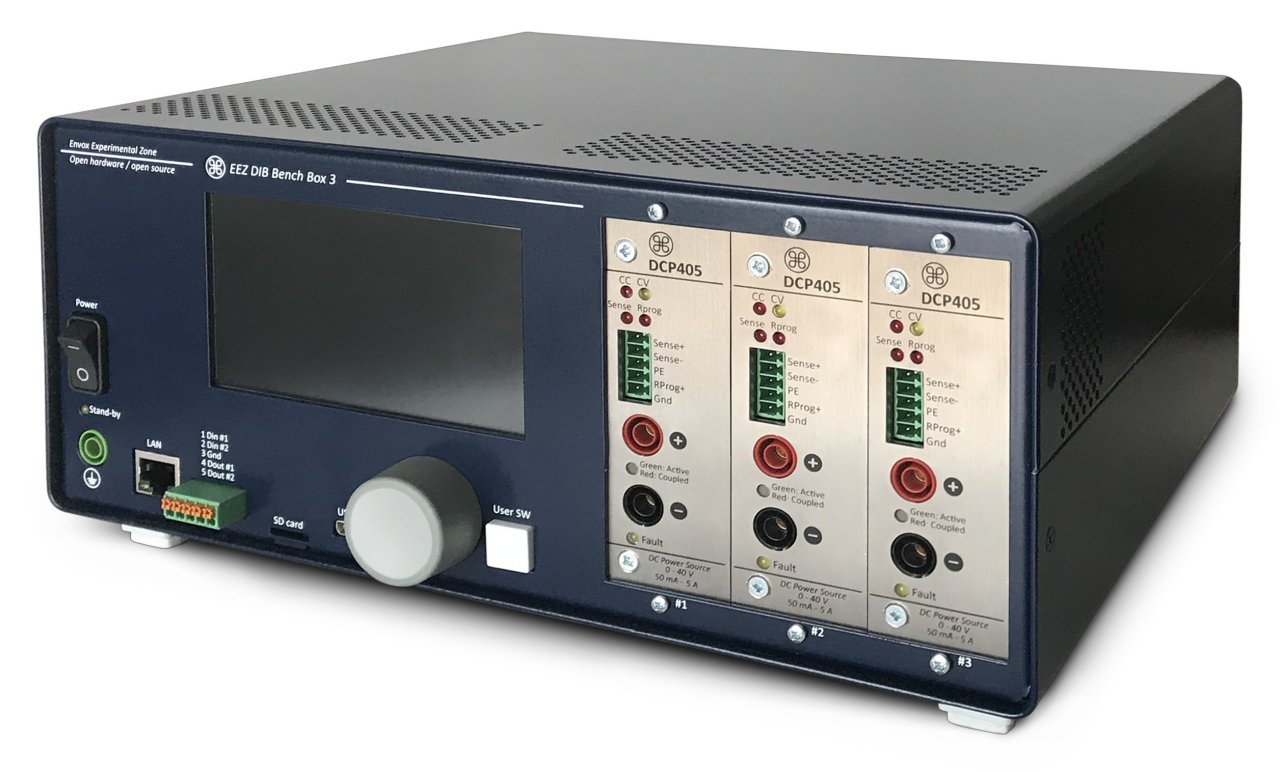 Envox Experimental Zone
Open hardware / open source
EEZ DIB Bench Box 3
Power
Stand-by
LAN
1 Din #1
2 Din #2
3 Gnd
4 Dout #1
5 Dout #2
SD card
User SW
DCP405
CC CV
Sense Rprog
Sense+
Sense-
PE
RProg+
Gnd
+
Green: Active
Red: Coupled
-
Fault
DC Power Source
0 - 40 V
50 mA - 5 A
#1
DCP405
CC CV
Sense Rprog
Sense+
Sense-
PE
RProg+
Gnd
+
Green: Active
Red: Coupled
-
Fault
DC Power Source
0 - 40 V
50 mA - 5 A
#2
DCP405
CC CV
Sense Rprog
Sense+
Sense-
PE
RProg+
Gnd
+
Green: Active
Red: Coupled
-
Fault
DC Power Source
0 - 40 V
50 mA - 5 A
#3